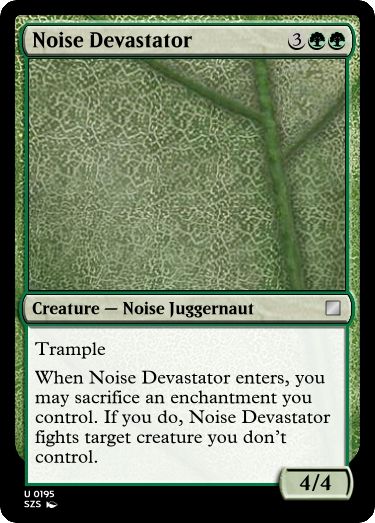 Noise Devastator 3
Creature — Noise Juggernaut
Trample
When Noise Devastator enters, you
may sacrifice an enchantment you
control. If you do, Noise Devastator
fights target creature you don't
control.
4/4
U 0195
SZS